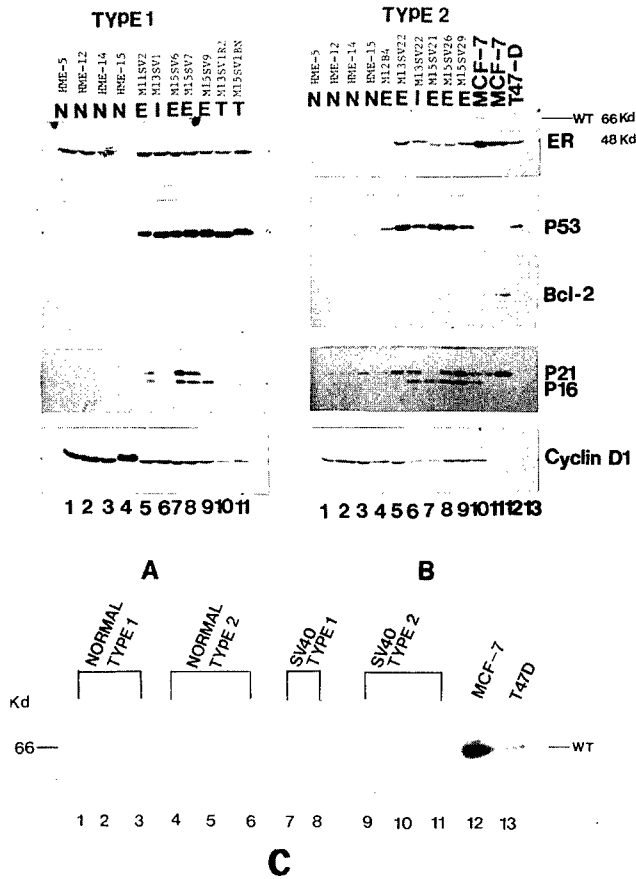 TYPE 1
TYPE 2
HME-5 HME-12 HME-14 HME-15 M11SV2 M13SV1 M15SV6 M15SV7 M15SV9 M13SV1R2 M15SV1BN
HME-5 HME-12 HME-14 HME-15 M12B4 M13SV22 M13SV22 M15SV21 M15SV26 M15SV29 MCF-7 MCF-7 T47-D
N N N N E I E E E T T
N N N N E E I E E E
WT 66 Kd
ER 48 Kd
P53
Bcl-2
P21
P16
Cyclin D1
1 2 3 4 5 6 7 8 9 10 11
1 2 3 4 5 6 7 8 9 10 11 12 13
A
B
NORMAL TYPE 1
NORMAL TYPE 2
SV40 TYPE 1
SV40 TYPE 2
MCF-7
T47D
Kd
66
WT
1 2 3 4 5 6 7 8 9 10 11 12 13
C